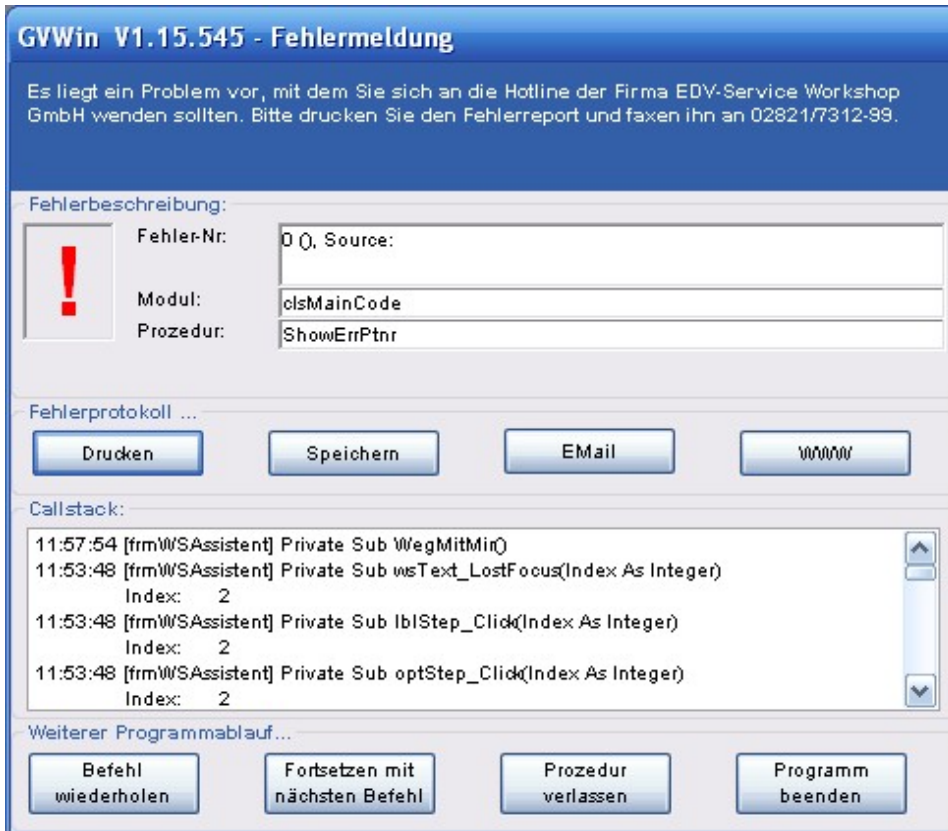 GVWin V1.15.545 - Fehlermeldung
Es liegt ein Problem vor, mit dem Sie sich an die Hotline der Firma EDV-Service Workshop
GmbH wenden sollten. Bitte drucken Sie den Fehlerreport und faxen ihn an 02821/7312-99.
Fehlerbeschreibung:
!
Fehler-Nr: 0 (), Source:
Modul: clsMainCode
Prozedur: ShowErrPtnr
Fehlerprotokoll ...
Drucken Speichern EMail WWW
Callstack:
11:57:54 [frmWSAssistent] Private Sub WegMitMir()
11:53:48 [frmWSAssistent] Private Sub wsText_LostFocus(Index As Integer)
Index: 2
11:53:48 [frmWSAssistent] Private Sub lblStep_Click(Index As Integer)
Index: 2
11:53:48 [frmWSAssistent] Private Sub optStep_Click(Index As Integer)
Index: 2
Weiterer Programmablauf...
Befehl wiederholen
Fortsetzen mit nächsten Befehl
Prozedur verlassen
Programm beenden